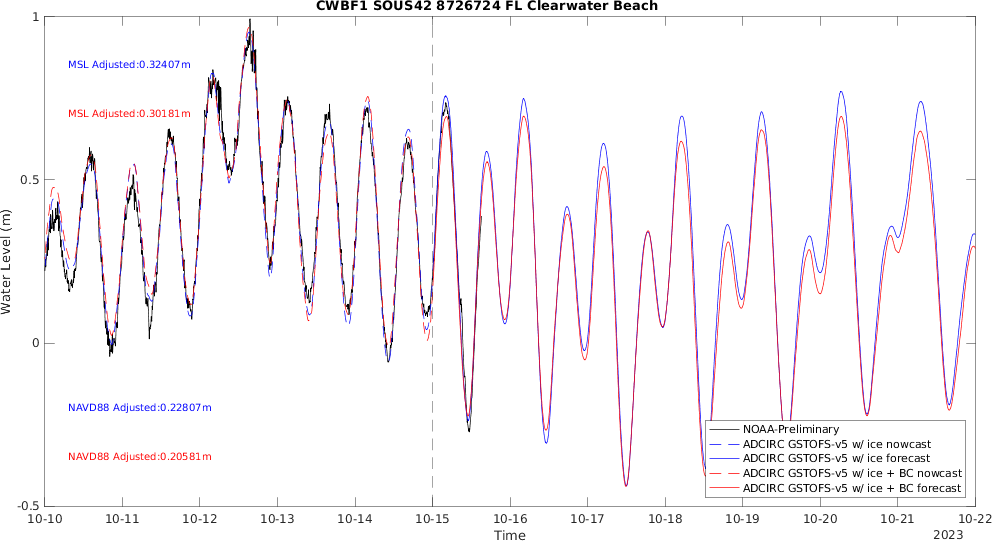 CWBF1 SOUS42 8726724 FL Clearwater Beach
1
MSL Adjusted:0.32407m
MSL Adjusted:0.30181m
0.5
Water Level (m)
0
NAVD88 Adjusted:0.22807m
NAVD88 Adjusted:0.20581m
NOAA-Preliminary
ADCIRC GSTOFS-v5 w/ ice nowcast
ADCIRC GSTOFS-v5 w/ ice forecast
ADCIRC GSTOFS-v5 w/ice + BC nowcast
ADCIRC GSTOFS-v5 w/ice + BC forecast
-0.5
10-10 10-11 10-12 10-13 10-14 10-15 10-16 10-17 10-18 10-19 10-20 10-21 10-22
Time
2023